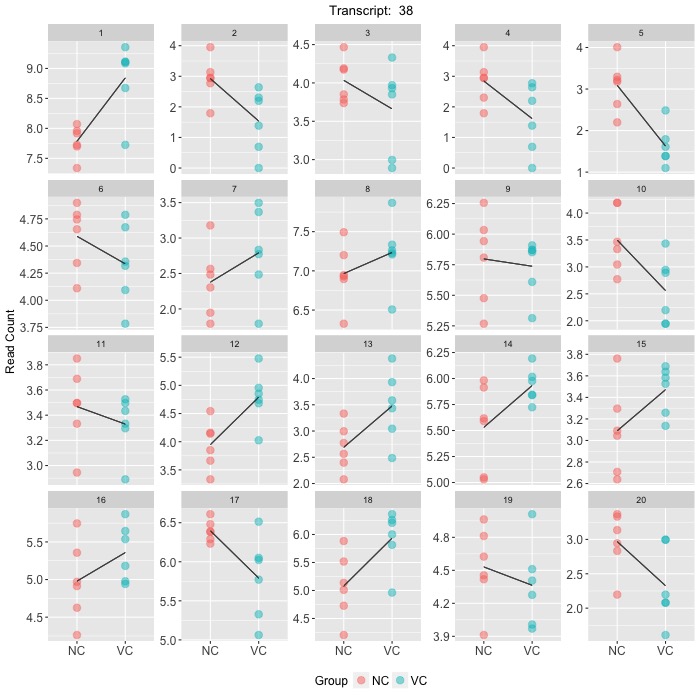 Transcript:  38
1 2 3 4 5
9.0 8.5 8.0 7.5
4 3 2 1 0
4.5 4.0 3.5 3.0
4 3 2 1 0
4 3 2 1
6 7 8 9 10
4.75 4.50 4.25 4.00 3.75
3.5 3.0 2.5 2.0
7.5 7.0 6.5
6.25 6.00 5.75 5.50 5.25
4.0 3.5 3.0 2.5 2.0
Read Count
11 12 13 14 15
3.8 3.6 3.4 3.2 3.0
5.5 5.0 4.5 4.0 3.5
4.0 3.5 3.0 2.5 2.0
6.25 6.00 5.75 5.50 5.25 5.00
3.8 3.6 3.4 3.2 3.0 2.8 2.6
16 17 18 19 20
5.5 5.0 4.5
6.5 6.0 5.5 5.0
6.0 5.5 5.0 4.5
4.8 4.5 4.2 3.9
3.0 2.5 2.0
NC VC NC VC NC VC NC VC NC VC
Group NC VC